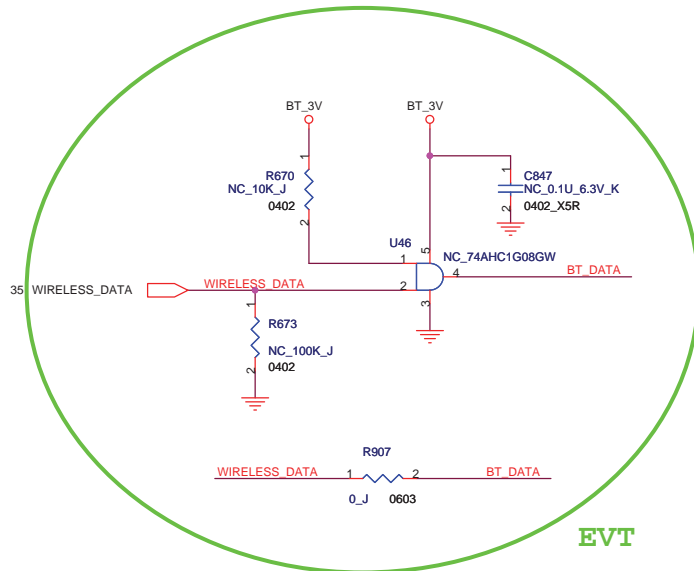 BT_3V
BT_3V
1
R670
NC_10K_J
0402
2
1
C847
NC_0.1U_6.3V_K
2
0402_X5R
U46
5
NC_74AHC1G08GW
1
4
BT_DATA
35 WIRELESS_DATA
WIRELESS_DATA
2
3
1
R673
NC_100K_J
2
0402
R907
WIRELESS_DATA
1
2
BT_DATA
0_J
0603
EVT